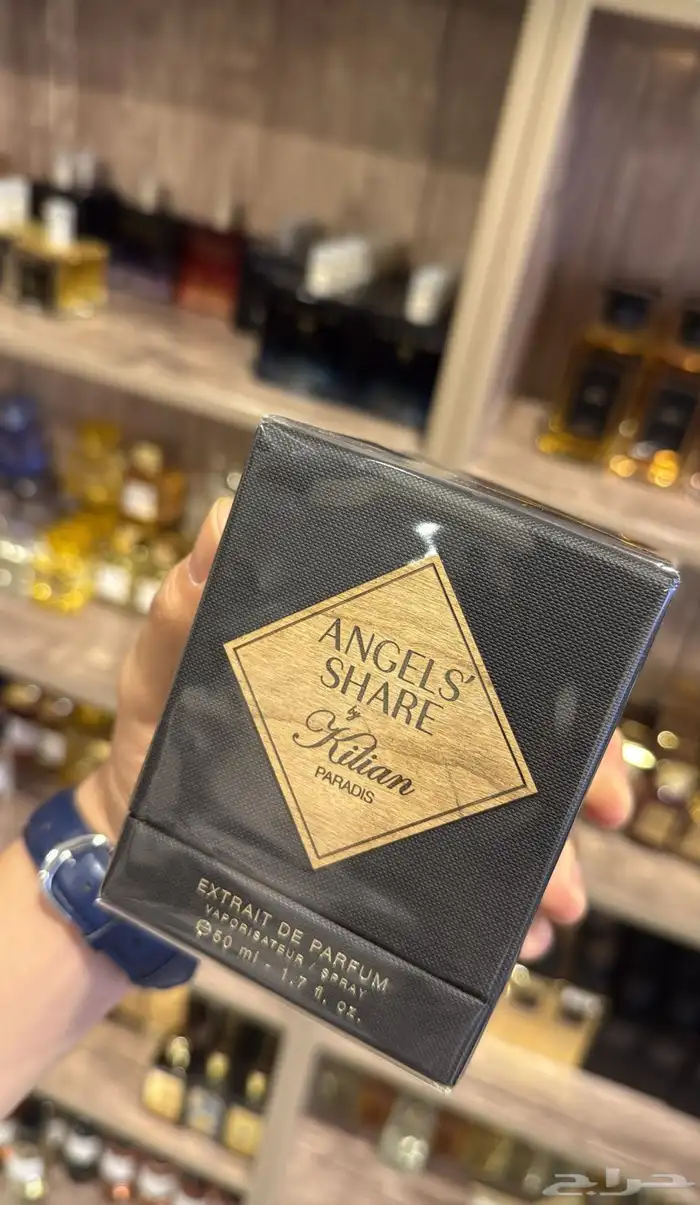 ANGELS'
SHARE
by
Kilian
PARADIS
EXTRAIT DE PARFUM
VAPORISATEUR / SPRAY
℮ 50 ml - 1.7 fl. oz.
حراج